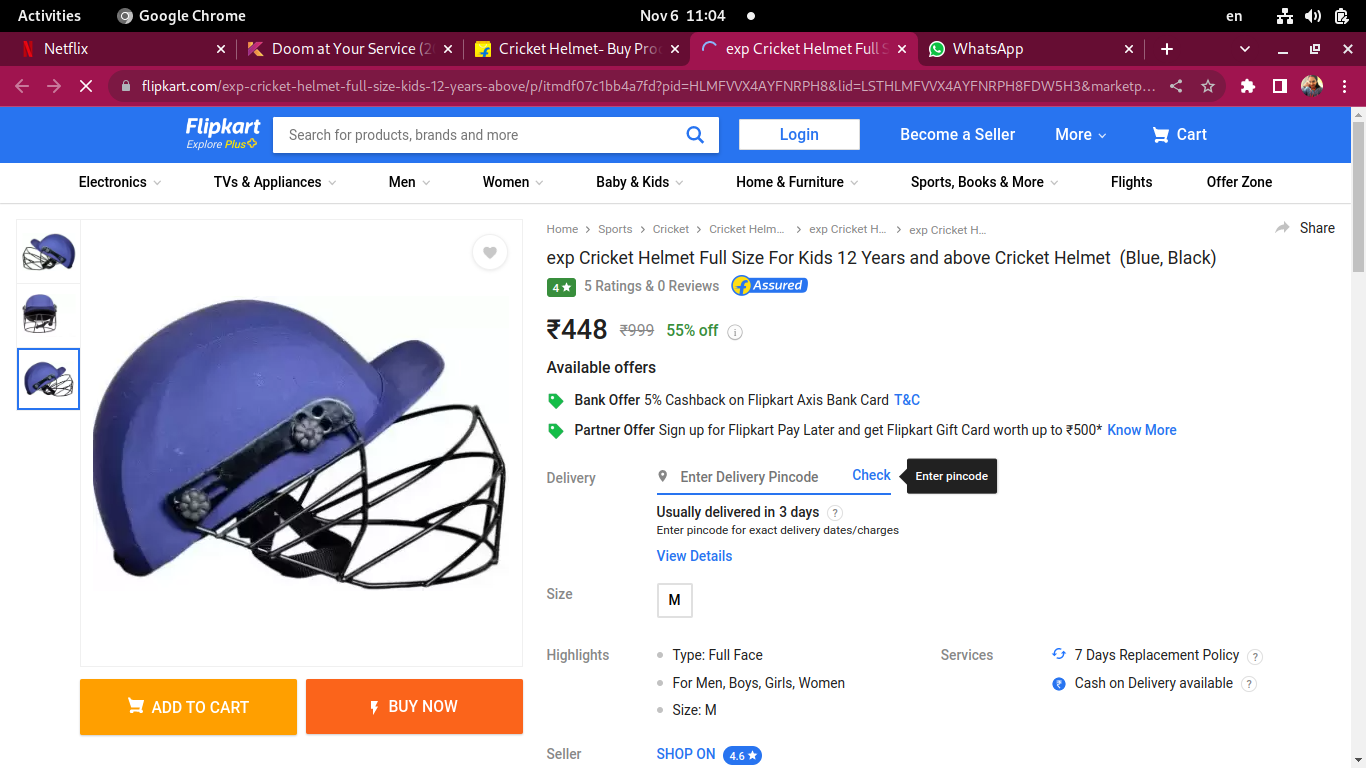 Activities Google Chrome Nov 6 11:04 en
Netflix Doom at Your Service (2 Cricket Helmet- Buy Pro exp Cricket Helmet Full S WhatsApp
flipkart.com/exp-cricket-helmet-full-size-kids-12-years-above/p/itmdf07c1bb4a7fd?pid=HLMFVVX4AYFNRPH8&lid=LSTHLMFVVX4AYFNRPH8FDW5H3&marketp...
Flipkart
Explore Plus
Search for products, brands and more
Login
Become a Seller
More
Cart
Electronics TVs & Appliances Men Women Baby & Kids Home & Furniture Sports, Books & More Flights Offer Zone
Home Sports Cricket Cricket Helm... exp Cricket H... exp Cricket H...
Share
exp Cricket Helmet Full Size For Kids 12 Years and above Cricket Helmet (Blue, Black)
4 5 Ratings & 0 Reviews Assured
₹448 ₹999 55% off
Available offers
Bank Offer 5% Cashback on Flipkart Axis Bank Card T&C
Partner Offer Sign up for Flipkart Pay Later and get Flipkart Gift Card worth up to ₹500* Know More
Delivery Enter Delivery Pincode Check Enter pincode
Usually delivered in 3 days ?
Enter pincode for exact delivery dates/charges
View Details
Size M
Highlights
Type: Full Face
For Men, Boys, Girls, Women
Size: M
Services
7 Days Replacement Policy ?
Cash on Delivery available ?
ADD TO CART
BUY NOW
Seller SHOP ON 4.6